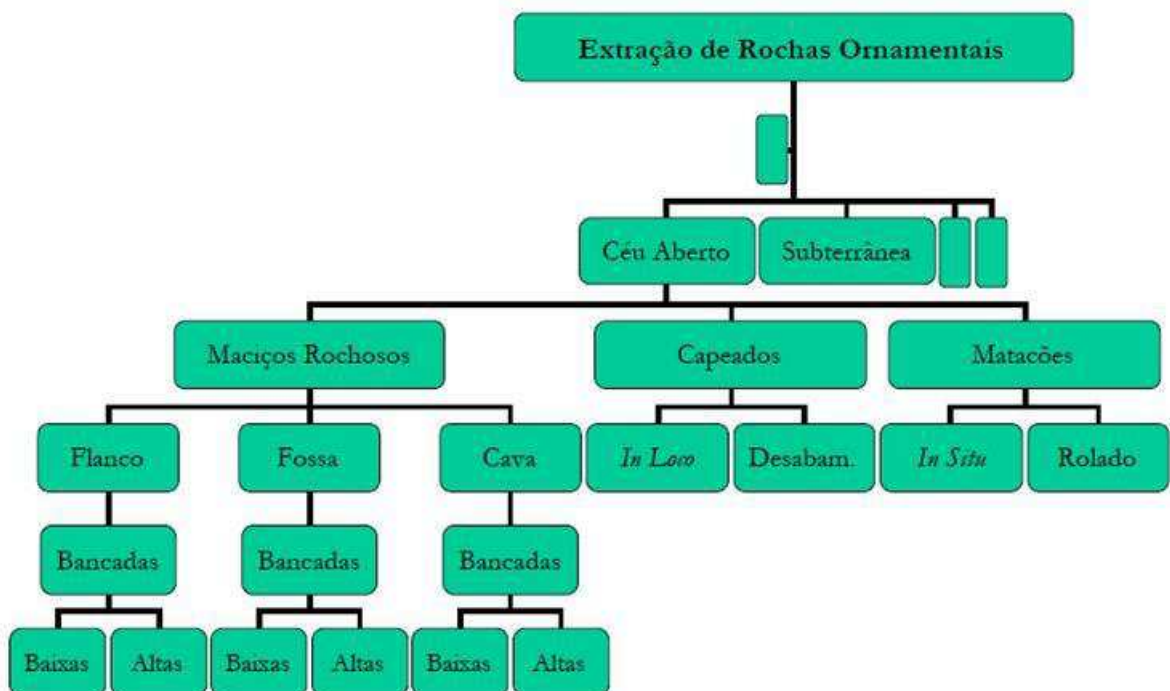 Extração de Rochas Ornamentais
Céu Aberto
Subterrânea
Maciços Rochosos
Capeados
Matacões
Flanco
Fossa
Cava
In Loco
Desabam.
In Situ
Rolado
Bancadas
Bancadas
Bancadas
Baixas
Altas
Baixas
Altas
Baixas
Altas